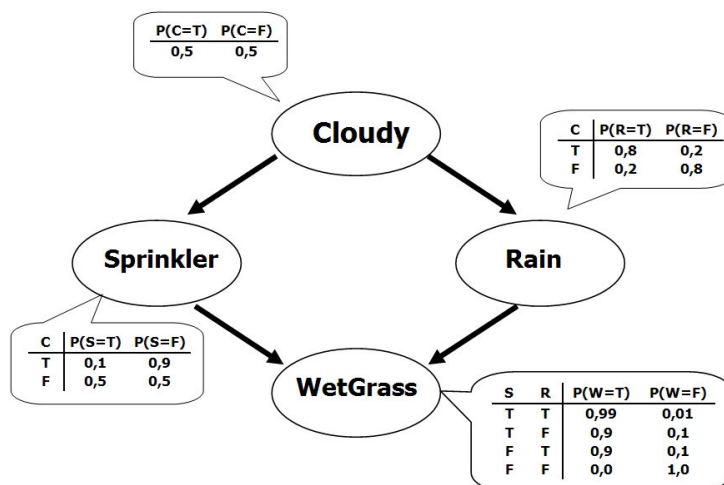 P(C=T) P(C=F)
0,5 0,5
Cloudy
C P(R=T) P(R=F)
T 0,8 0,2
F 0,2 0,8
Sprinkler
Rain
C P(S=T) P(S=F)
T 0,1 0,9
F 0,5 0,5
WetGrass
S R P(W=T) P(W=F)
T T 0,99 0,01
T F 0,9 0,1
F T 0,9 0,1
F F 0,0 1,0